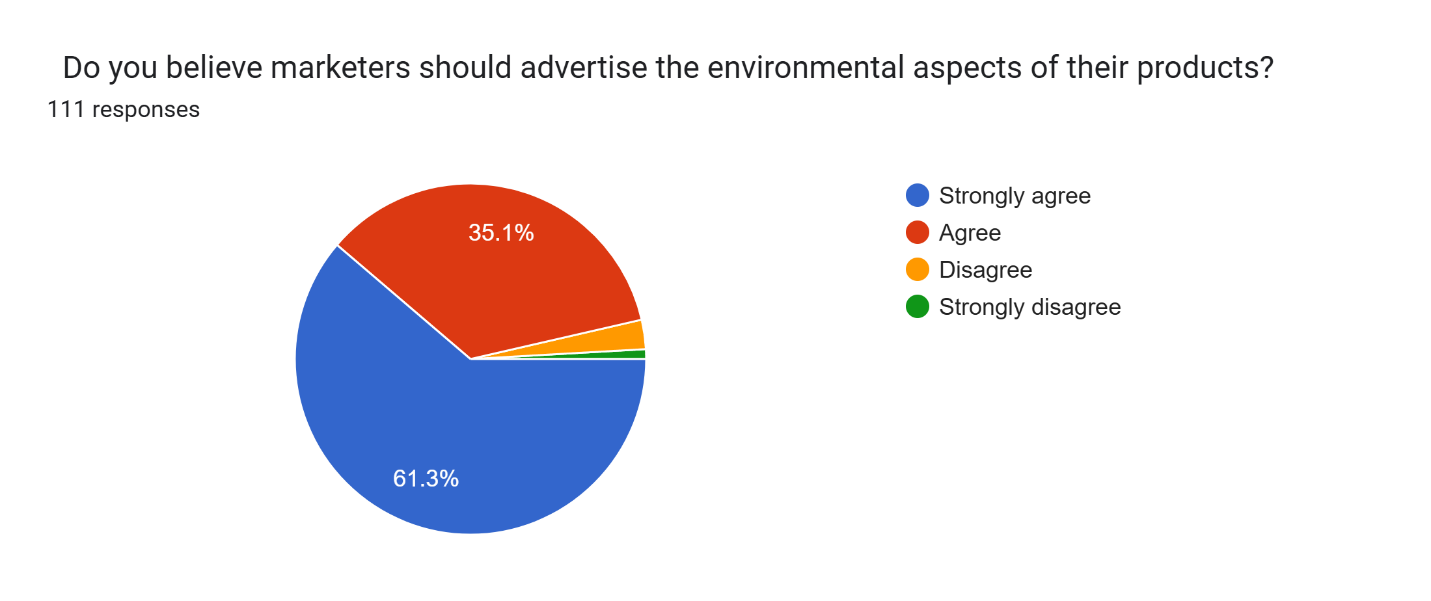 Do you believe marketers should advertise the environmental aspects of their products?
111 responses
35.1%
61.3%
Strongly agree
Agree
Disagree
Strongly disagree